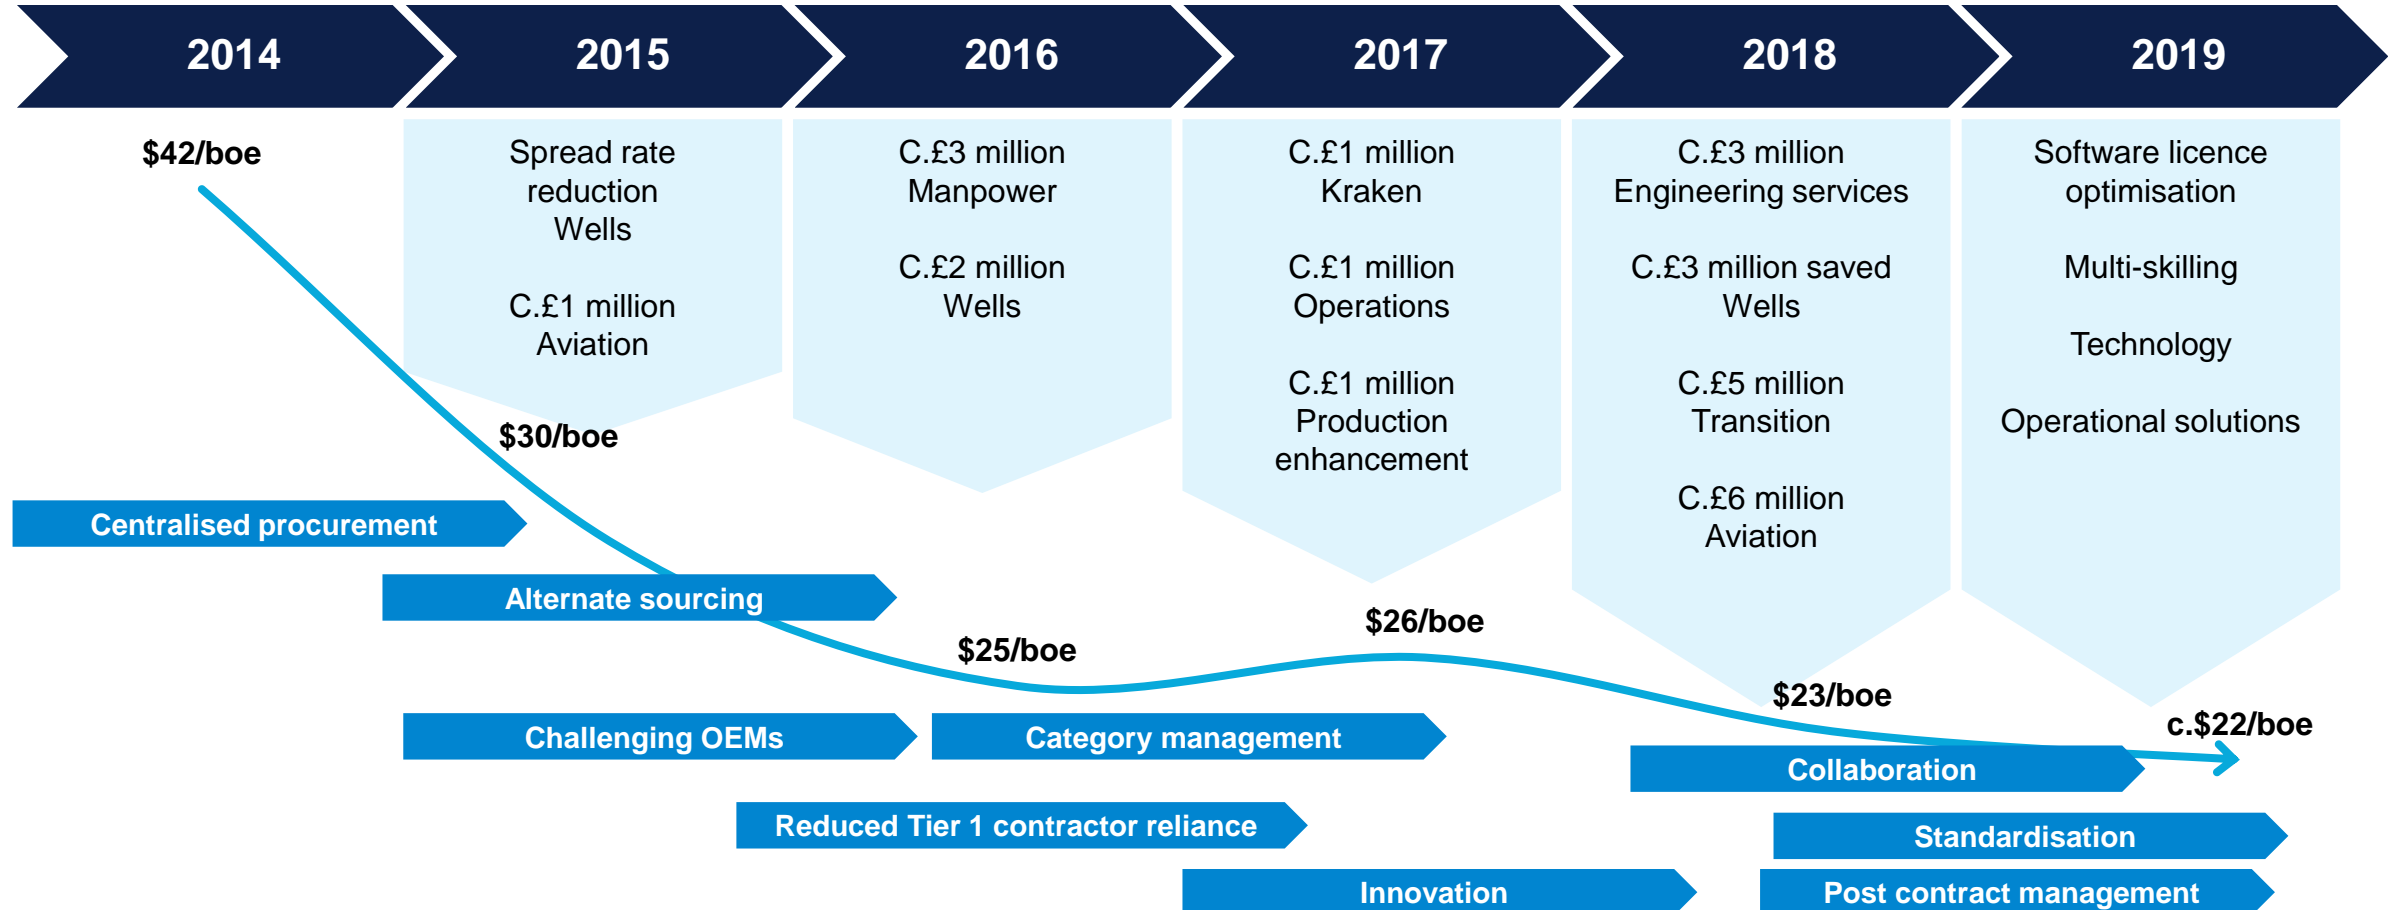 2014
2015
2016
2017
2018
2019
$42/boe
Spread rate
reduction
Wells
C.£1 million
Aviation
$30/boe
C.£3 million
Manpower
C.£2 million
Wells
$25/boe
C.£1 million
Kraken
C.£1 million
Operations
C.£1 million
Production
enhancement
$26/boe
C.£3 million
Engineering services
C.£3 million saved
Wells
C.£5 million
Transition
C.£6 million
Aviation
$23/boe
Software licence
optimisation
Multi-skilling
Technology
Operational solutions
c.$22/boe
Centralised procurement
Alternate sourcing
Challenging OEMs
Category management
Collaboration
Reduced Tier 1 contractor reliance
Standardisation
Innovation
Post contract management